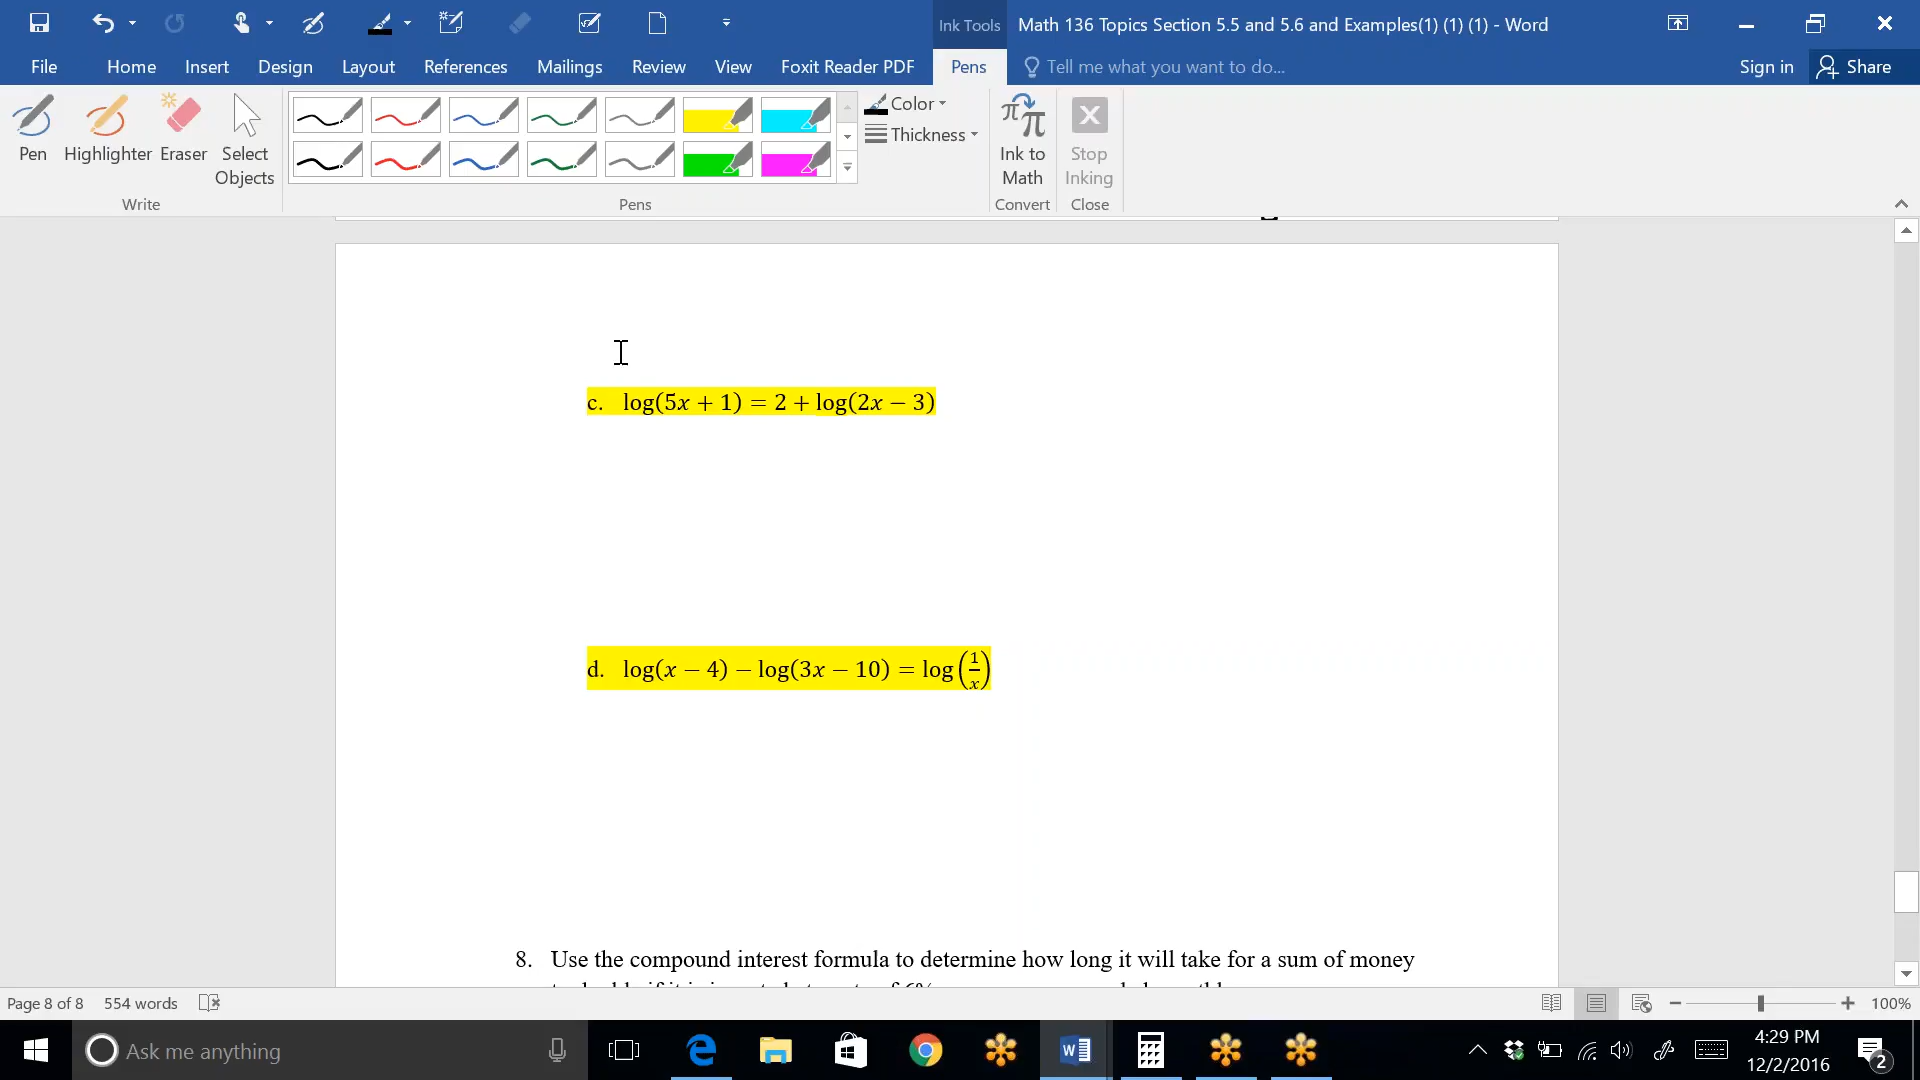 Ink Tools
Math 136 Topics Section 5.5 and 5.6 and Examples(1) (1) (1) - Word
File Home Insert Design Layout References Mailings Review View Foxit Reader PDF Pens Tell me what you want to do... Sign in Share
Pen Highlighter Eraser Select Objects
Color
Thickness
Ink to Math
Stop Inking
Write Pens Convert Close
c. log(5x + 1) = 2 + log(2x − 3)
d. log(x − 4) − log(3x − 10) = log(1/x)
8. Use the compound interest formula to determine how long it will take for a sum of money
Page 8 of 8 554 words 100%
Ask me anything
4:29 PM
12/2/2016
2